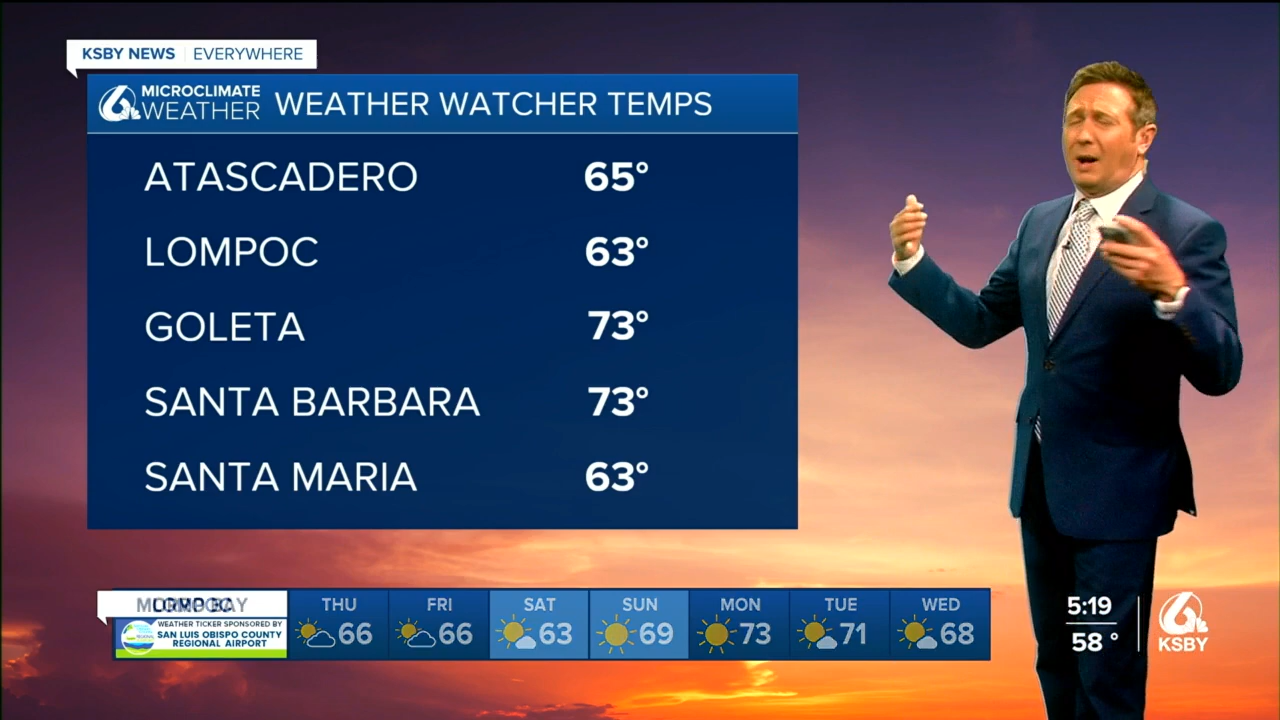 KSBY NEWS EVERYWHERE
6 MICROCLIMATE
WEATHER
WEATHER WATCHER TEMPS
ATASCADERO 65°
LOMPOC 63°
GOLETA 73°
SANTA BARBARA 73°
SANTA MARIA 63°
WEATHER TICKER SPONSORED BY
SAN LUIS OBISPO COUNTY
REGIONAL AIRPORT
THU FRI SAT SUN MON TUE WED
66 66 63 69 73 71 68
5:19
58 °
6
KSBY